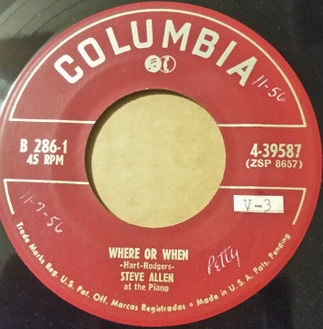 COLUMBIA
11-56
B 286-1
45 RPM
4-39587
(ZSP 8657)
V-3
11-7-56
WHERE OR WHEN
-Hart-Rodgers-
STEVE ALLEN
at the Piano
Petty
Trade Marks Reg. U.S. Pat. Off. Marcas Registradas • Made in U.S.A. Pats. Pending